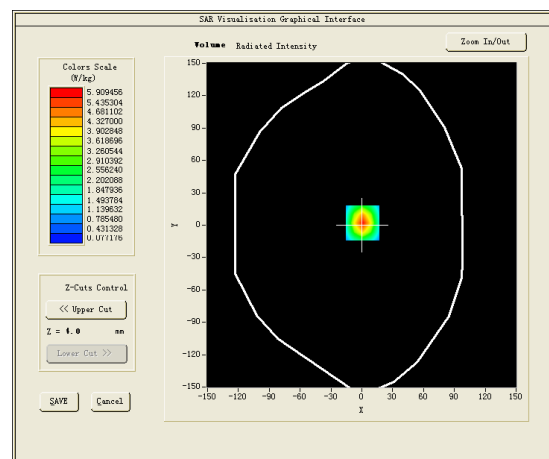 SAR Visualisation Graphical Interface
Volume Radiated Intensity
Zoom In/Out
Colors Scale
(W/kg)
5.909456
5.435304
4.681102
4.327000
3.902848
3.618696
3.260544
2.910392
2.556240
2.202088
1.847936
1.493784
1.139632
0.785480
0.431328
0.077176
Z-Cuts Control
<< Upper Cut
Z = 4.0 mm
Lower Cut >>
SAVE
Cancel
150
120
90
60
30
0
-30
-60
-90
-120
-150
Y
-150 -120 -90 -60 -30 0 30 60 90 120 150
X